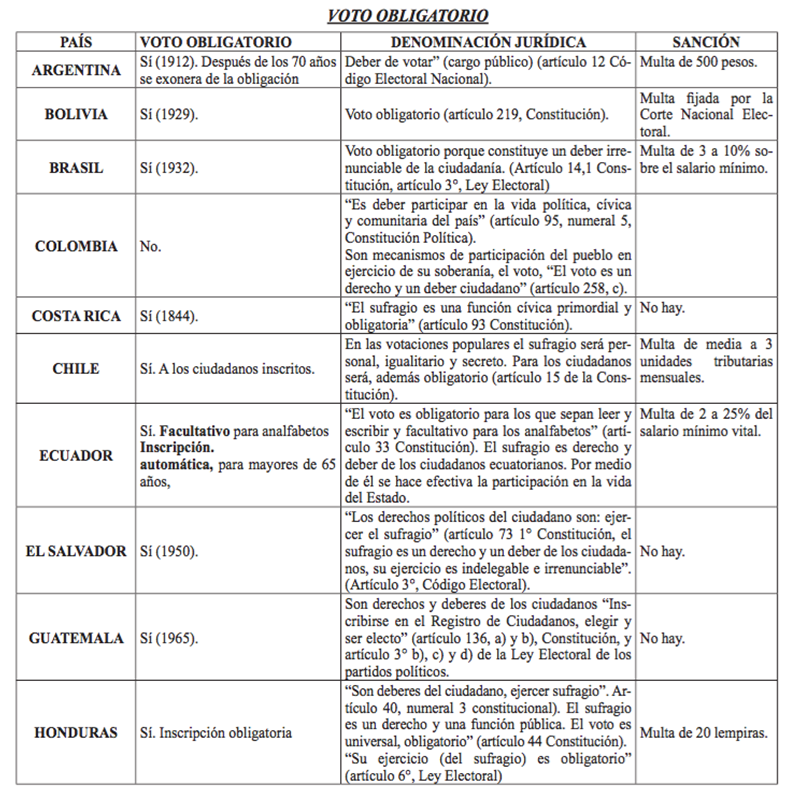 VOTO OBLIGATORIO
PAÍS VOTO OBLIGATORIO DENOMINACIÓN JURÍDICA SANCIÓN
ARGENTINA
Sí (1912). Después de los 70 años
se exonera de la obligación
Deber de votar” (cargo público) (artículo 12 Có-
digo Electoral Nacional).
Multa de 500 pesos.
BOLIVIA
Sí (1929).
Voto obligatorio (artículo 219, Constitución).
Multa fijada por la
Corte Nacional Elec-
toral.
BRASIL
Sí (1932).
Voto obligatorio porque constituye un deber irre-
nunciable de la ciudadanía. (Artículo 14,1 Cons-
titución, artículo 3°, Ley Electoral)
Multa de 3 a 10% so-
bre el salario mínimo.
COLOMBIA
No.
“Es deber participar en la vida política, cívica
y comunitaria del país” (artículo 95, numeral 5,
Constitución Política).
Son mecanismos de participación del pueblo en
ejercicio de su soberanía, el voto, “El voto es un
derecho y un deber ciudadano” (artículo 258, c).
COSTA RICA
Sí (1844).
“El sufragio es una función cívica primordial y
obligatoria” (artículo 93 Constitución).
No hay.
CHILE
Sí. A los ciudadanos inscritos.
En las votaciones populares el sufragio será per-
sonal, igualitario y secreto. Para los ciudadanos
será, además obligatorio (artículo 15 de la Cons-
titución).
Multa de media a 3
unidades tributarias
mensuales.
ECUADOR
Sí. Facultativo para analfabetos
Inscripción.
automática, para mayores de 65
años,
“El voto es obligatorio para los que sepan leer y
escribir y facultativo para los analfabetos” (artí-
culo 33 Constitución). El sufragio es derecho y
deber de los ciudadanos ecuatorianos. Por medio
de él se hace efectiva la participación en la vida
del Estado.
Multa de 2 a 25% del
salario mínimo vital.
EL SALVADOR
Sí (1950).
“Los derechos políticos del ciudadano son: ejer-
cer el sufragio” (artículo 73 1° Constitución, el
sufragio es un derecho y un deber de los ciudada-
nos, su ejercicio es indelegable e irrenunciable”.
(Artículo 3°, Código Electoral).
No hay.
GUATEMALA
Sí (1965).
Son derechos y deberes de los ciudadanos “Ins-
cribirse en el Registro de Ciudadanos, elegir y
ser electo” (artículo 136, a) y b), Constitución, y
artículo 3° b), c) y d) de la Ley Electoral de los
partidos políticos.
No hay.
HONDURAS
Sí. Inscripción obligatoria
“Son deberes del ciudadano, ejercer sufragio”. Ar-
tículo 40, numeral 3 constitucional). El sufragio
es un derecho y una función pública. El voto es
universal, obligatorio” (artículo 44 Constitución).
“Su ejercicio (del sufragio) es obligatorio”
(artículo 6°, Ley Electoral)
Multa de 20 lempiras.